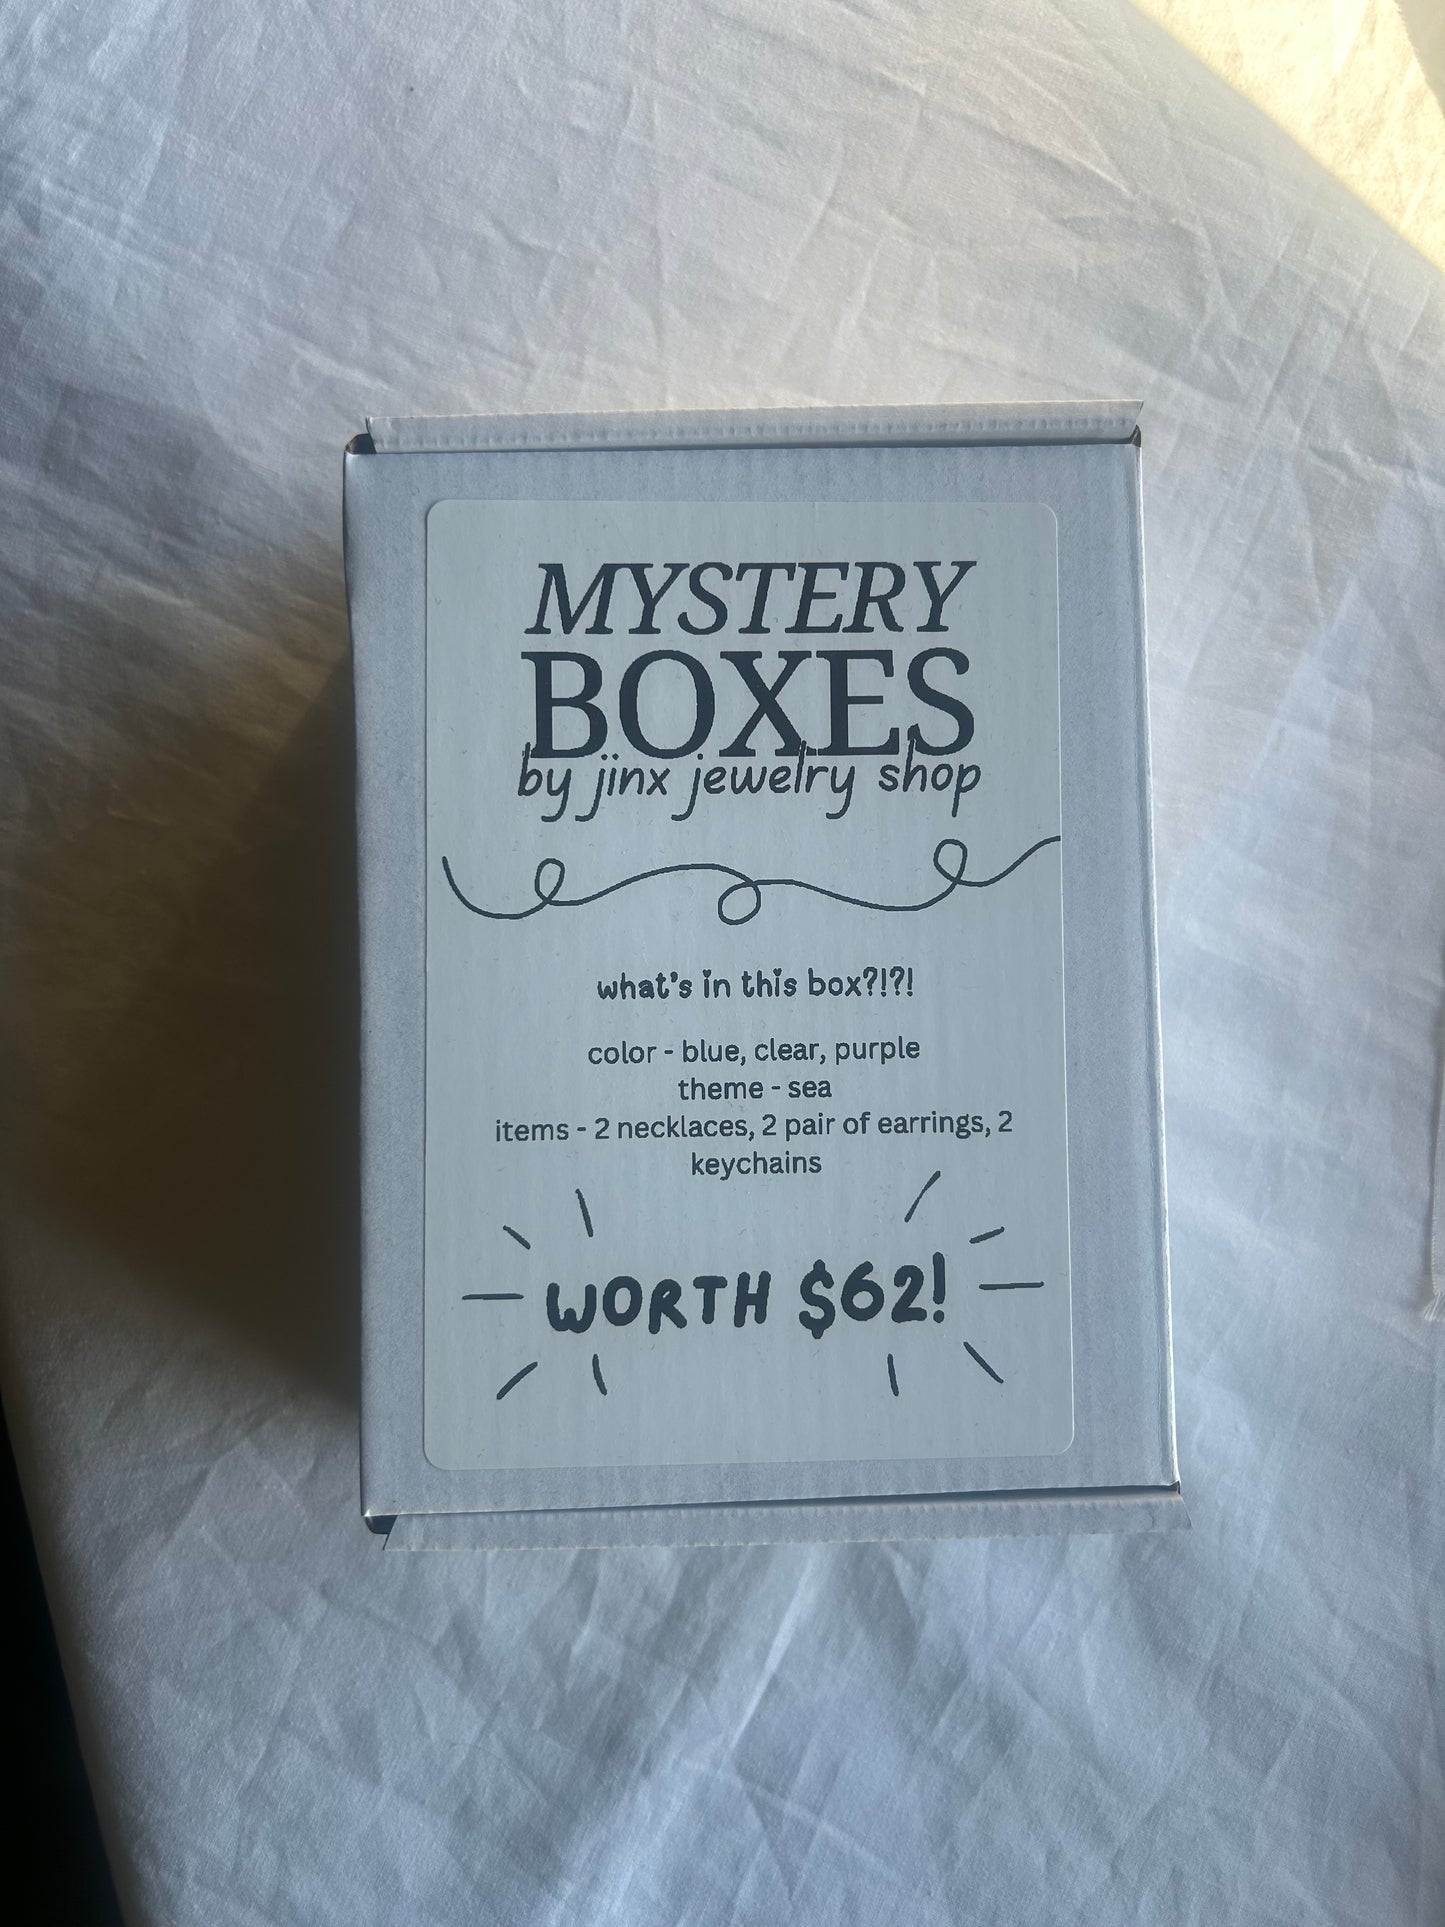 MYSTERY
BOXES
by jinx jewelry shop
what's in this box?!?!
color - blue, clear, purple
theme - sea
items - 2 necklaces, 2 pair of earrings, 2
keychains
WORTH $62!